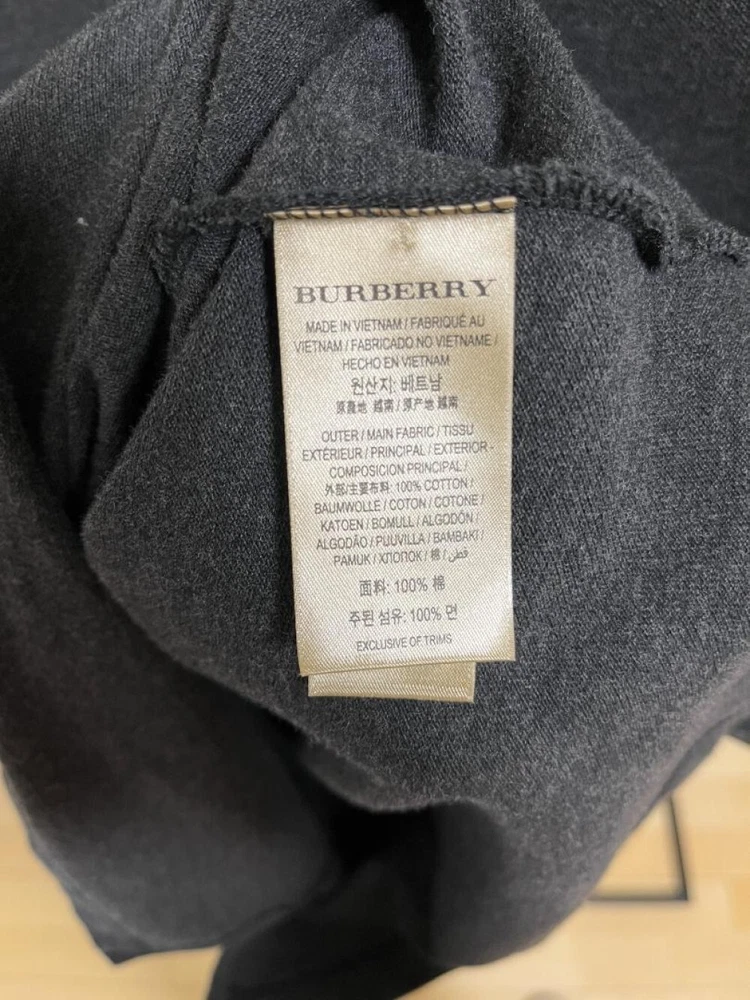 BURBERRY
MADE IN VIETNAM / FABRIQUÉ AU
VIETNAM / FABRICADO NO VIETNAME /
HECHO EN VIETNAM
원산지: 베트남
原產地 越南 / 原产地 越南
OUTER / MAIN FABRIC / TISSU
EXTÉRIEUR / PRINCIPAL / EXTERIOR -
COMPOSICION PRINCIPAL /
外部/主要布料: 100% COTTON /
BAUMWOLLE / COTON / COTONE /
KATOEN / BOMULL / ALGODÓN /
ALGODÃO / PUUVILLA / BAMBAKI /
PAMUK / ХЛОПОК / 棉 / قطن /
面料: 100% 棉
주된 섬유: 100% 면
EXCLUSIVE OF TRIMS